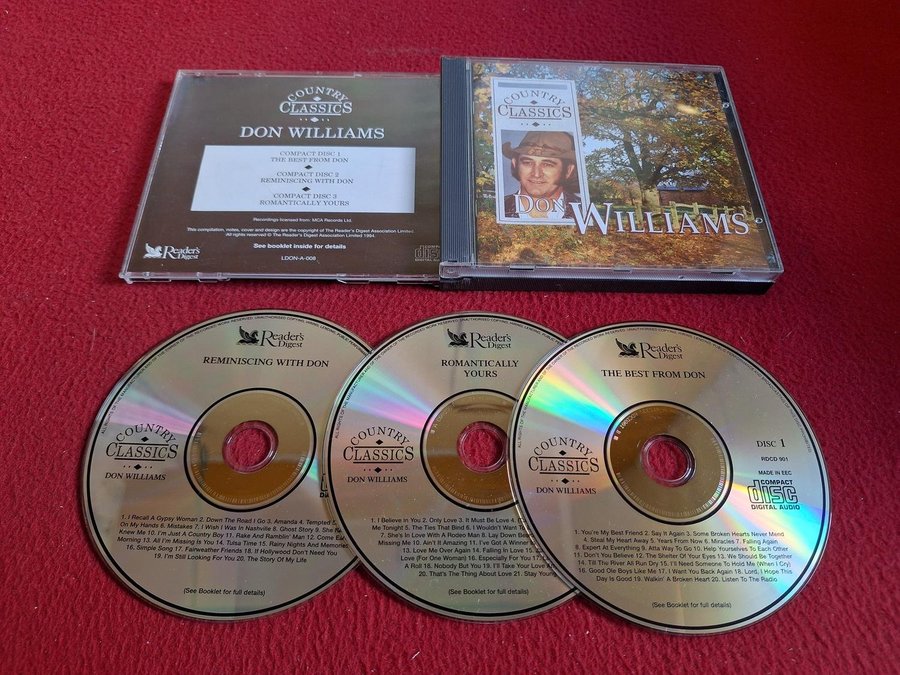 COUNTRY
CLASSICS
DON WILLIAMS
COMPACT DISC 1
THE BEST FROM DON
COMPACT DISC 2
REMINISCING WITH DON
COMPACT DISC 3
ROMANTICALLY YOURS
Recordings licensed from: MCA Records Ltd.
This compilation, notes, cover and design are the copyright of The Reader's Digest Association Limited.
All rights reserved © The Reader's Digest Association Limited 1994.
See booklet inside for details
LDON-A-008
Reader's
Digest
COUNTRY
CLASSICS
DON
WILLIAMS
Reader's
Digest
REMINISCING WITH DON
COUNTRY
CLASSICS
DON WILLIAMS
1. I Recall A Gypsy Woman 2. Down The Road I Go 3. Amanda 4. Tempted 5.
On My Hands 6. Mistakes 7. I Wish I Was In Nashville 8. Ghost Story 9. She
Knew Me 10. I'm Just A Country Boy 11. Rake And Ramblin' Man 12. Come
Morning 13. All I'm Missing Is You 14. Tulsa Time 15. Rainy Nights And Memories
16. Simple Song 17. Fairweather Friends 18. If Hollywood Don't Need You
19. I'm Still Looking For You 20. The Story Of My Life
(See Booklet for full details)
Reader's
Digest
ROMANTICALLY
YOURS
COUNTRY
CLASSICS
DON WILLIAMS
1. I Believe In You 2. Only Love 3. It Must Be Love 4.
Me Tonight 5. The Ties That Bind 6. I Wouldn't Want To
7. She's In Love With A Rodeo Man 8. Lay Down
Missing Me 10. Ain't It Amazing 11. I've Got A Winner
13. Love Me Over Again 14. Falling In Love 15.
Love (For One Woman) 16. Especially For You 17.
A Roll 18. Nobody But You 19. I'll Take Your Love
20. That's The Thing About Love 21. Stay Young
(See Booklet for full details)
Reader's
Digest
THE BEST FROM DON
DISC 1
RDCD 901
MADE IN EEC
COMPACT
disc
DIGITAL AUDIO
COUNTRY
CLASSICS
DON WILLIAMS
1. You're My Best Friend 2. Say It Again 3. Some Broken Hearts Never Mend
4. Steal My Heart Away 5. Years From Now 6. Miracles 7. Falling Again
8. Expert At Everything 9. Atta Way To Go 10. Help Yourselves To Each Other
11. Don't You Believe 12. The Shelter Of Your Eyes 13. We Should Be Together
14. Till The River All Run Dry 15. I'll Need Someone To Hold Me (When I Cry)
16. Good Ole Boys Like Me 17. I Want You Back Again 18. Lord, I Hope This
Day Is Good 19. Walkin' A Broken Heart 20. Listen To The Radio
(See Booklet for full details)